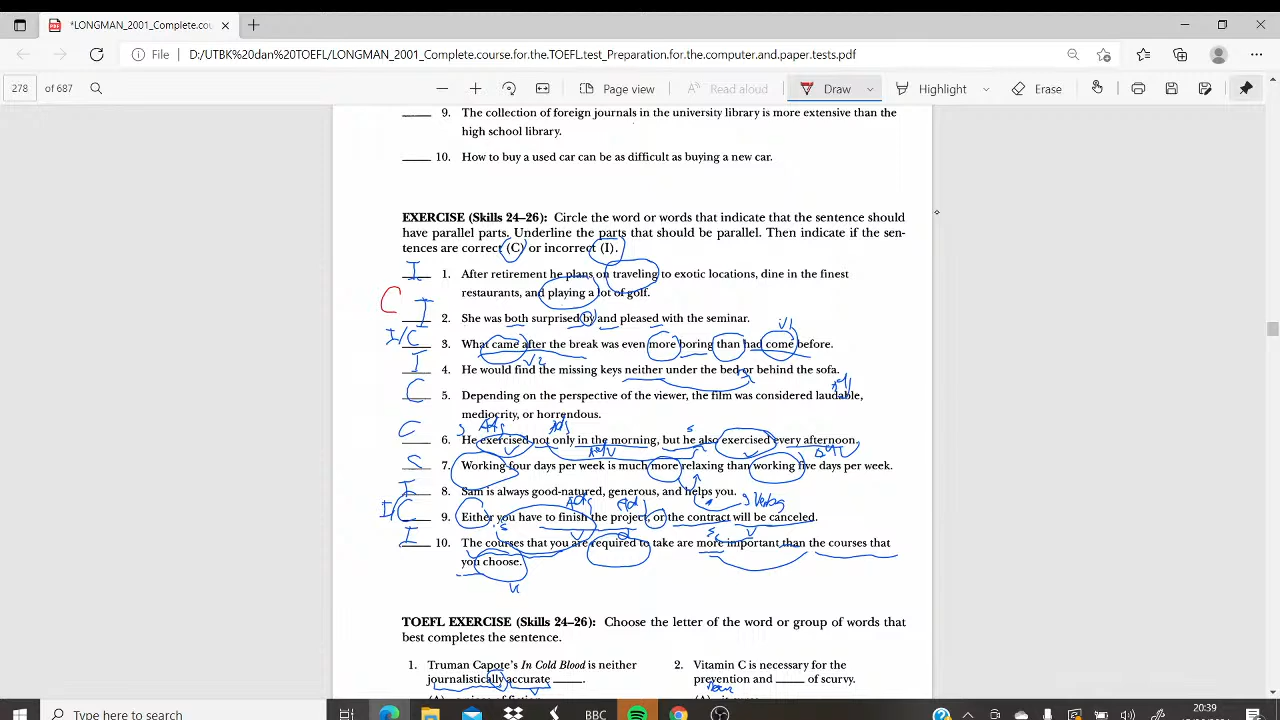 *LONGMAN_2001_Complete.cou
File D:/UTBK%20dan%20TOEFL/LONGMAN_2001_Complete.course.for.the.TOEFL.test_Preparation.for.the.computer.and.paper.tests.pdf
278 of 687 Page view Read aloud Draw Highlight Erase
9. The collection of foreign journals in the university library is more extensive than the
high school library.
10. How to buy a used car can be as difficult as buying a new car.
EXERCISE (Skills 24–26): Circle the word or words that indicate that the sentence should
have parallel parts. Underline the parts that should be parallel. Then indicate if the sen-
tences are correct (C) or incorrect (I).
I 1. After retirement he plans on traveling to exotic locations, dine in the finest
restaurants, and playing a lot of golf.
C I 2. She was both surprised by and pleased with the seminar.
I/C 3. What came after the break was even more boring than had come before.
I 4. He would find the missing keys neither under the bed or behind the sofa.
C 5. Depending on the perspective of the viewer, the film was considered laudable,
mediocrity, or horrendous.
C 6. He exercised not only in the morning, but he also exercised every afternoon.
7. Working four days per week is much more relaxing than working five days per week.
I 8. Sam is always good-natured, generous, and helps you.
I/C 9. Either you have to finish the project, or the contract will be canceled.
I 10. The courses that you are required to take are more important than the courses that
you choose.
TOEFL EXERCISE (Skills 24–26): Choose the letter of the word or group of words that
best completes the sentence.
1. Truman Capote's In Cold Blood is neither
journalistically accurate _____.
2. Vitamin C is necessary for the
prevention and _____ of scurvy.
Type here to search
BBC
20:39